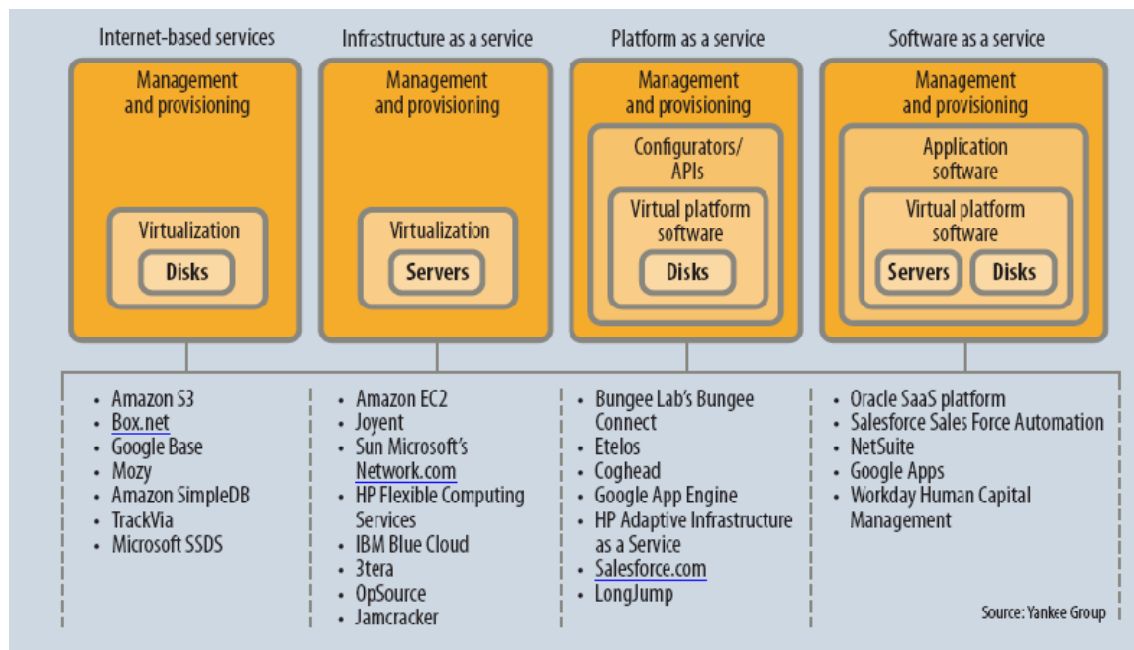 Internet-based services
Management
and provisioning
Virtualization
Disks
Infrastructure as a service
Management
and provisioning
Virtualization
Servers
Platform as a service
Management
and provisioning
Configurators/
APIs
Virtual platform
software
Disks
Software as a service
Management
and provisioning
Application
software
Virtual platform
software
Servers Disks
• Amazon S3
• Box.net
• Google Base
• Mozy
• Amazon SimpleDB
• TrackVia
• Microsoft SSDS
• Amazon EC2
• Joyent
• Sun Microsoft's
Network.com
• HP Flexible Computing
Services
• IBM Blue Cloud
• 3tera
• OpSource
• Jamcracker
• Bungee Lab's Bungee
Connect
• Etelos
• Coghead
• Google App Engine
• HP Adaptive Infrastructure
as a Service
• Salesforce.com
• LongJump
• Oracle SaaS platform
• Salesforce Sales Force Automation
• NetSuite
• Google Apps
• Workday Human Capital
Management
Source: Yankee Group